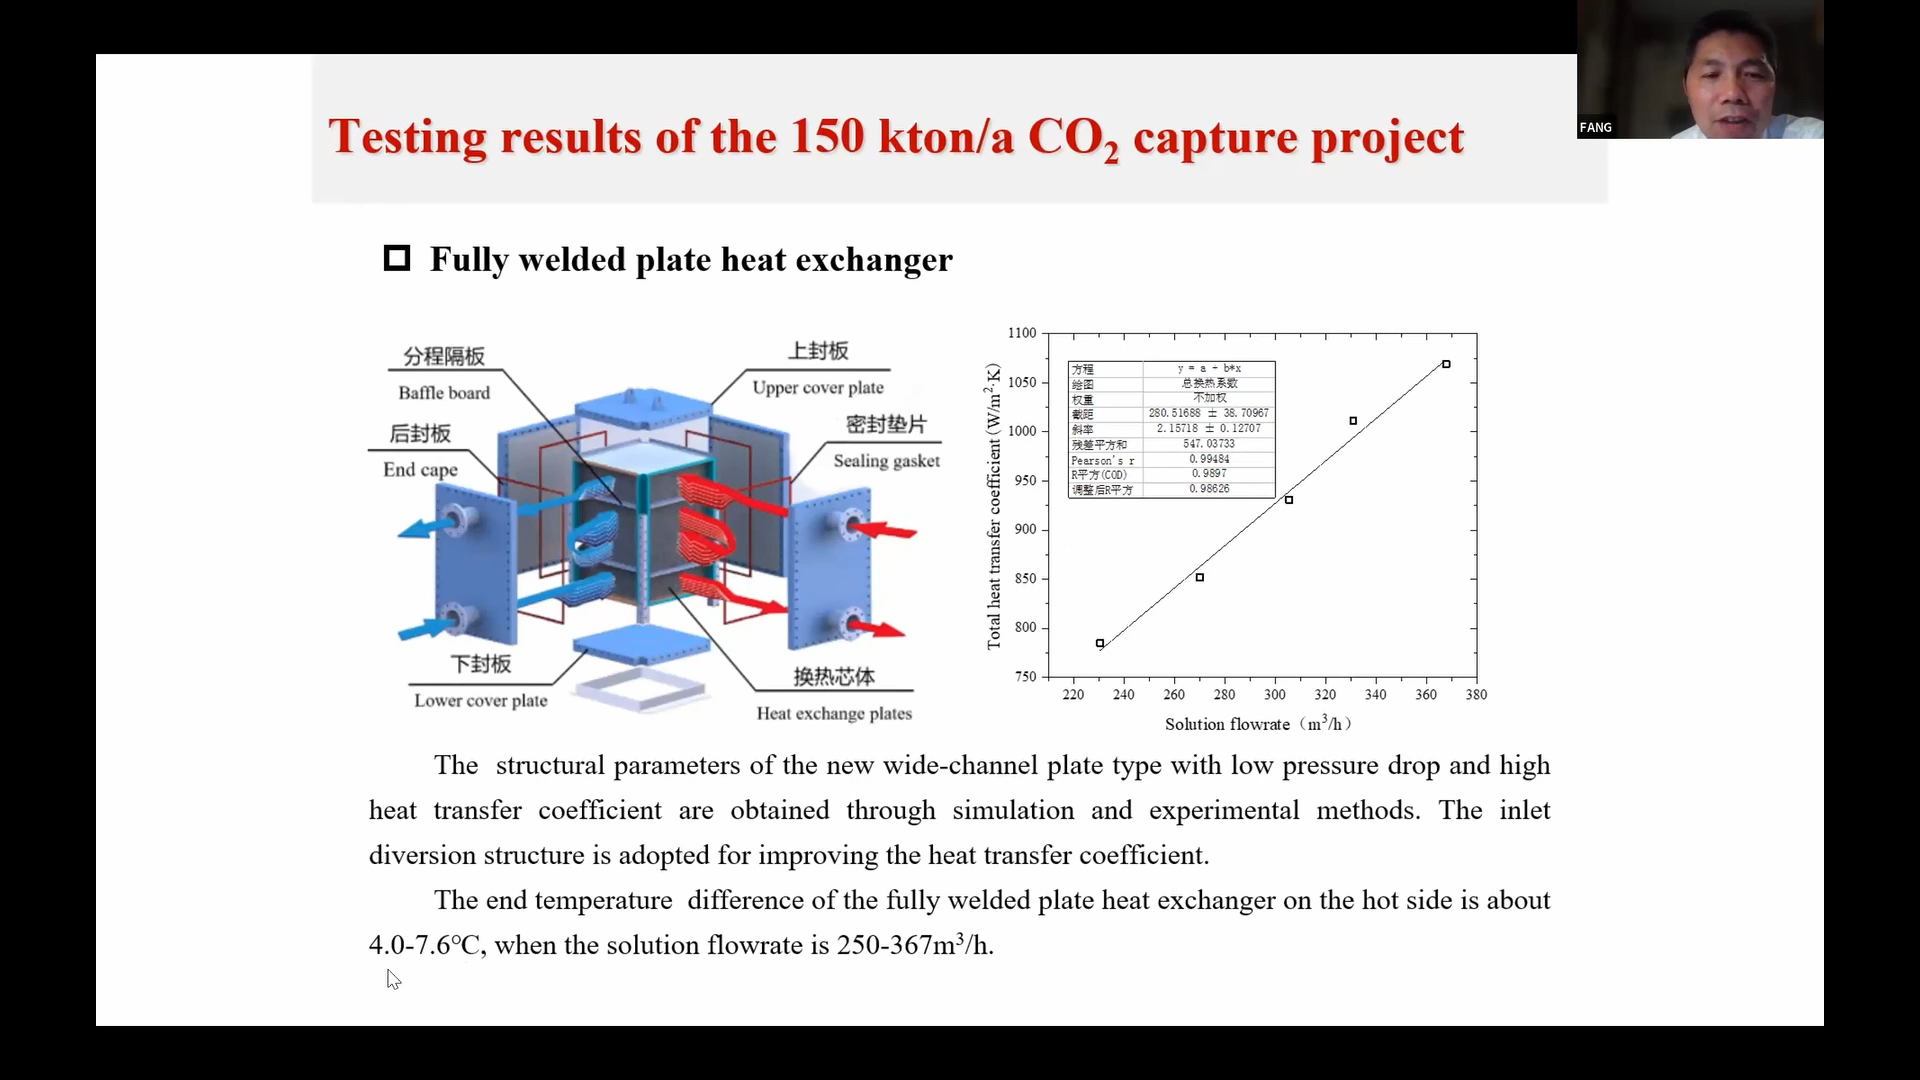 FANG
Testing results of the 150 kton/a CO₂ capture project
Fully welded plate heat exchanger
分程隔板
Baffle board
上封板
Upper cover plate
后封板
End cape
密封垫片
Sealing gasket
下封板
Lower cover plate
换热芯体
Heat exchange plates
Total heat transfer coefficient (W/m²·K)
1100
1050
1000
950
900
850
800
750
方程 y = a + b*x
绘图 总换热系数
权重 不加权
截距 280.51688 ± 38.70967
斜率 2.15718 ± 0.12707
残差平方和 547.03733
Pearson's r 0.99484
R平方(COD) 0.9897
调整后R平方 0.98626
220 240 260 280 300 320 340 360 380
Solution flowrate（m³/h）
The structural parameters of the new wide-channel plate type with low pressure drop and high
heat transfer coefficient are obtained through simulation and experimental methods. The inlet
diversion structure is adopted for improving the heat transfer coefficient.
The end temperature difference of the fully welded plate heat exchanger on the hot side is about
4.0-7.6℃, when the solution flowrate is 250-367m³/h.